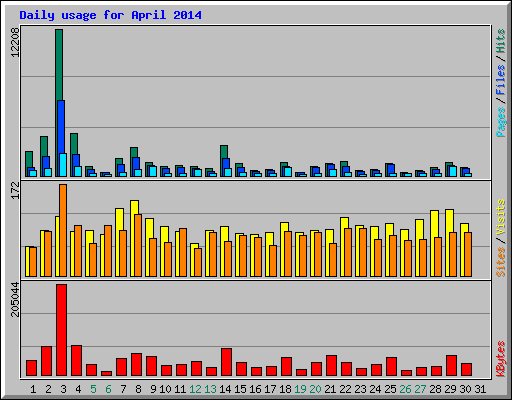 Daily usage for April 2014
12208
Pages / Files / Hits
172
Sites / Visits
205044
KBytes
1 2 3 4 5 6 7 8 9 10 11 12 13 14 15 16 17 18 19 20 21 22 23 24 25 26 27 28 29 30 31